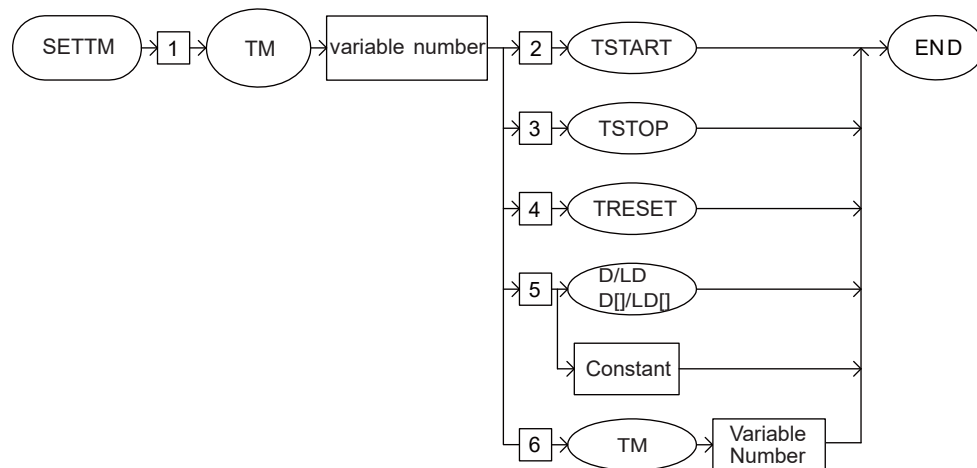 SETTM
1
TM
variable number
2
TSTART
END
3
TSTOP
4
TRESET
5
D/LD
D[]/LD[]
Constant
6
TM
Variable
Number